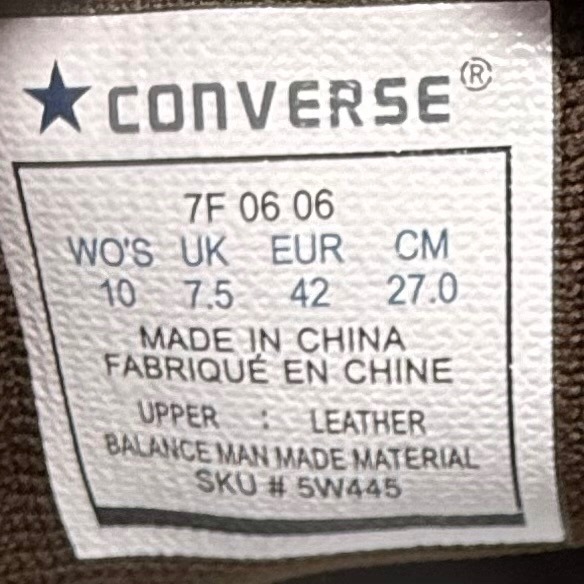 CONVERSE®
7F 06 06
WO'S UK EUR CM
10 7.5 42 27.0
MADE IN CHINA
FABRIQUÉ EN CHINE
UPPER : LEATHER
BALANCE MAN MADE MATERIAL
SKU # 5W445